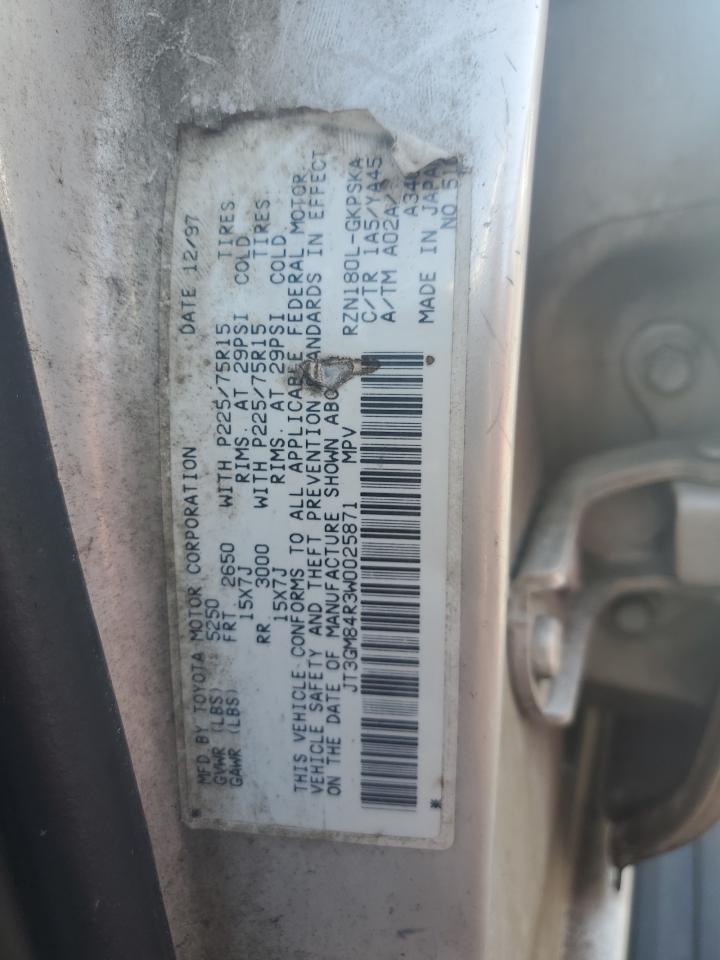 MFD BY TOYOTA MOTOR CORPORATION DATE 12/97
GVWR (LBS) 5250
GAWR (LBS) FRT 2650 WITH P225/75R15 TIRES
15X7J RIMS. AT 29PSI COLD
RR 3000 WITH P225/75R15 TIRES
15X7J RIMS. AT 29PSI COLD
THIS VEHICLE CONFORMS TO ALL APPLICABLE FEDERAL MOTOR
VEHICLE SAFETY AND THEFT PREVENTION STANDARDS IN EFFECT
ON THE DATE OF MANUFACTURE SHOWN
JT3GM84R3W0025871 MPV RZN180L-GKPSKA
C/TR 1A5/YA45
A/TM A02A/
MADE IN
NO